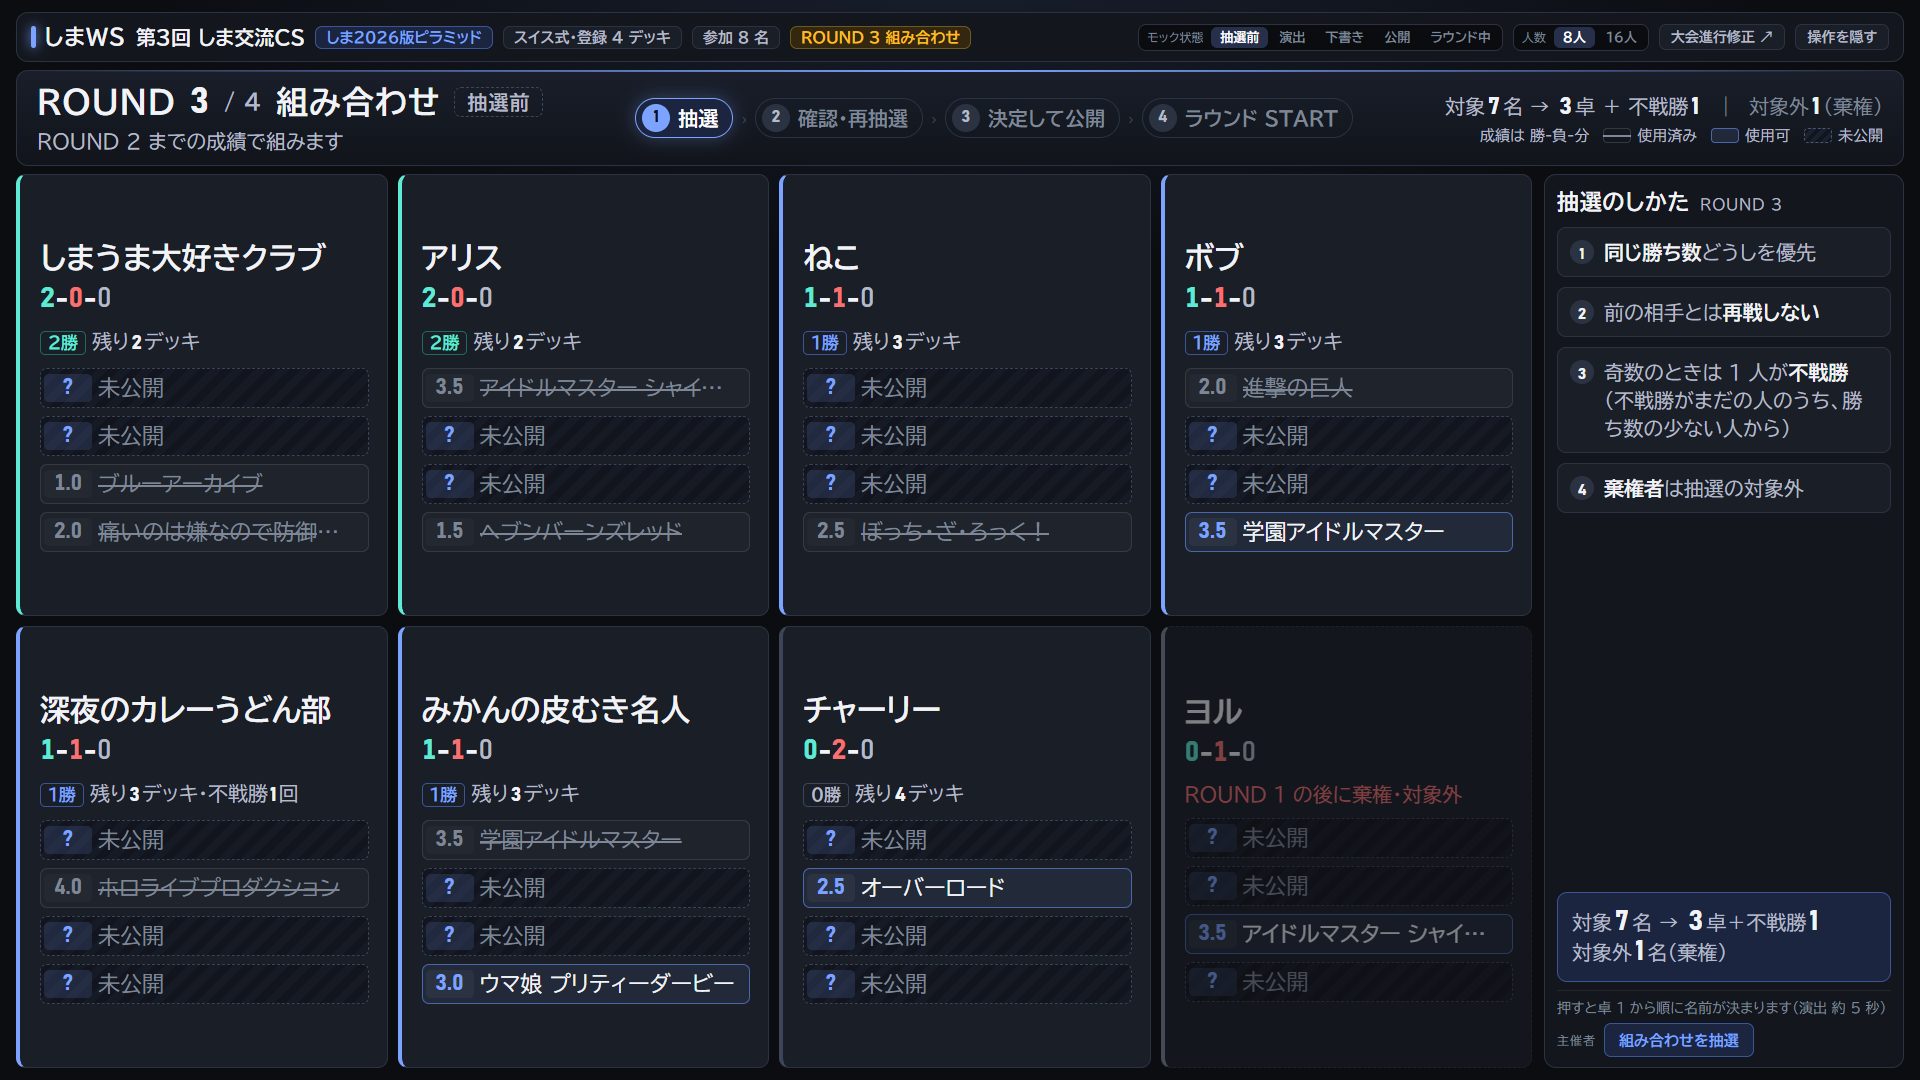 しまWS 第3回 しま交流CS しま2026版ピラミッド スイス式・登録 4 デッキ 参加 8 名 ROUND 3 組み合わせ モック状態 抽選前 演出 下書き 公開 ラウンド中 人数 8人 16人 大会進行修正 ↗ 操作を隠す
ROUND 3 / 4 組み合わせ 抽選前
ROUND 2 までの成績で組みます
1 抽選 › 2 確認・再抽選 › 3 決定して公開 › 4 ラウンド START
対象7名 → 3卓 + 不戦勝1 | 対象外1(棄権)
成績は 勝-負-分 使用済み 使用可 未公開
しまうま大好きクラブ
2-0-0
2勝 残り2デッキ
? 未公開
? 未公開
1.0 ブルーアーカイブ
2.0 痛いのは嫌なので防御…
アリス
2-0-0
2勝 残り2デッキ
3.5 アイドルマスター シャイ…
? 未公開
? 未公開
1.5 ヘブンバーンズレッド
ねこ
1-1-0
1勝 残り3デッキ
? 未公開
? 未公開
? 未公開
2.5 ぼっち・ざ・ろっく！
ボブ
1-1-0
1勝 残り3デッキ
2.0 進撃の巨人
? 未公開
? 未公開
3.5 学園アイドルマスター
深夜のカレーうどん部
1-1-0
1勝 残り3デッキ・不戦勝1回
? 未公開
4.0 ホロライブプロダクション
? 未公開
? 未公開
みかんの皮むき名人
1-1-0
1勝 残り3デッキ
3.5 学園アイドルマスター
? 未公開
? 未公開
3.0 ウマ娘 プリティーダービー
チャーリー
0-2-0
0勝 残り4デッキ
? 未公開
2.5 オーバーロード
? 未公開
? 未公開
ヨル
0-1-0
ROUND 1 の後に棄権・対象外
? 未公開
? 未公開
3.5 アイドルマスター シャイ…
? 未公開
抽選のしかた ROUND 3
1 同じ勝ち数どうしを優先
2 前の相手とは再戦しない
3 奇数のときは 1 人が不戦勝
(不戦勝がまだの人のうち、勝
ち数の少ない人から)
4 棄権者は抽選の対象外
対象7名 → 3卓+不戦勝1
対象外1名(棄権)
押すと卓 1 から順に名前が決まります(演出 約 5 秒)
主催者 組み合わせを抽選